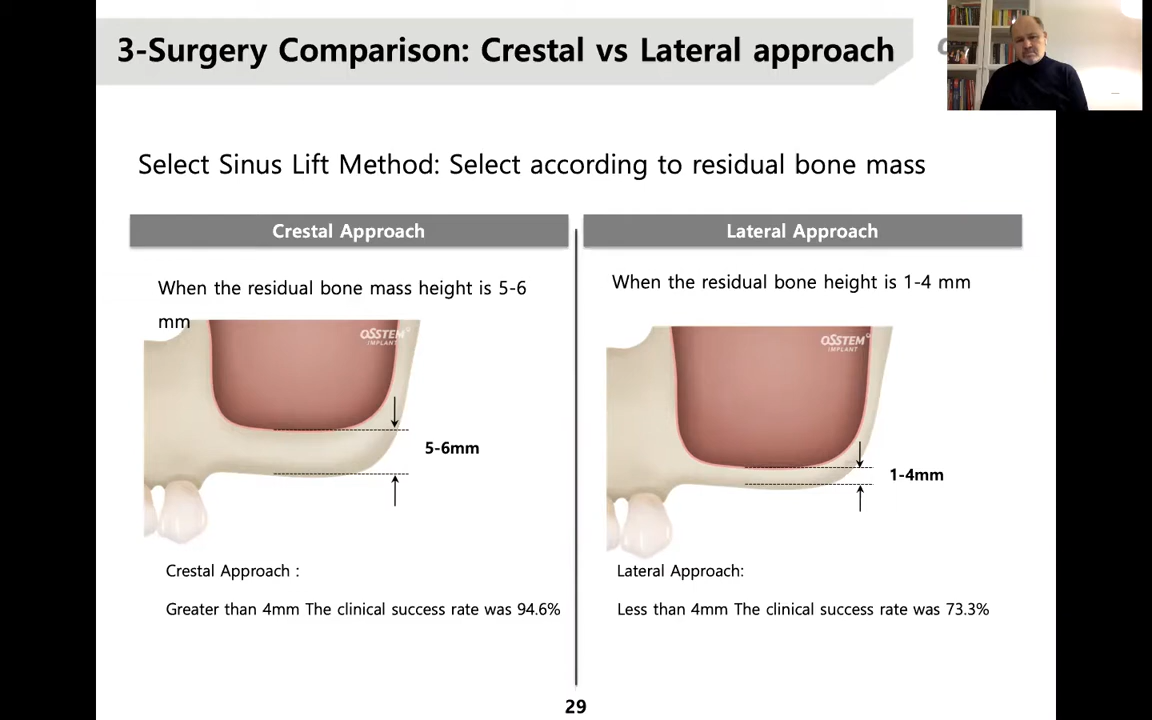 3-Surgery Comparison: Crestal vs Lateral approach
Select Sinus Lift Method: Select according to residual bone mass
Crestal Approach
When the residual bone mass height is 5-6
mm
OSSTEM
IMPLANT
5-6mm
Crestal Approach :
Greater than 4mm The clinical success rate was 94.6%
Lateral Approach
When the residual bone height is 1-4 mm
OSSTEM
IMPLANT
1-4mm
Lateral Approach:
Less than 4mm The clinical success rate was 73.3%
29